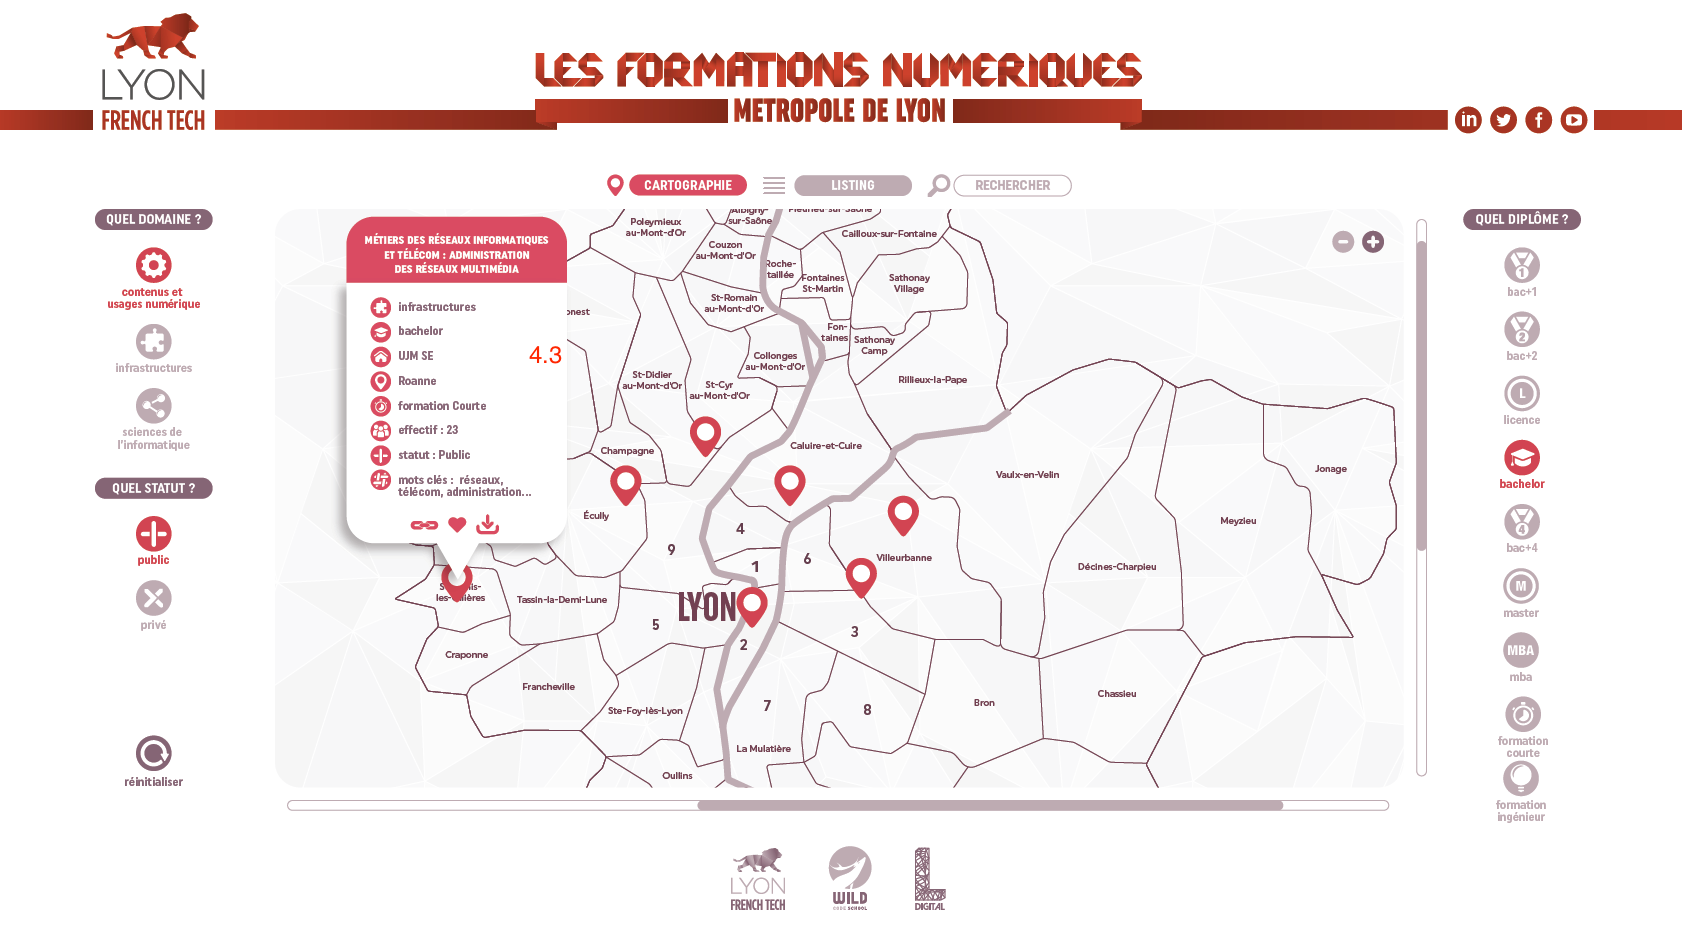 LYON
FRENCH TECH
LES FORMATIONS NUMERIQUES
METROPOLE DE LYON
CARTOGRAPHIE
LISTING
RECHERCHER
QUEL DOMAINE ?
contenus et
usages numérique
infrastructures
sciences de
l'informatique
QUEL STATUT ?
public
privé
réinitialiser
MÉTIERS DES RÉSEAUX INFORMATIQUES
ET TÉLÉCOM : ADMINISTRATION
DES RÉSEAUX MULTIMÉDIA
infrastructures
bachelor
UJM SE
4.3
Roanne
formation Courte
effectif : 23
statut : Public
mots clés : réseaux,
télécom, administration...
Poleymieux
au-Mont-d'Or
Albigny-
sur-Saône
Fleurieu-sur-Saône
Cailloux-sur-Fontaine
Couzon
au-Mont-d'Or
Roche-
taillée
Fontaines
St-Martin
Sathonay
Village
St-Romain
au-Mont-d'Or
onest
Fon-
taines
Sathonay
Camp
Collonges
au-Mont-d'Or
St-Didier
au-Mont-d'Or
St-Cyr
au-Mont-d'Or
Rillieux-la-Pape
Champagne
Caluire-et-Cuire
Vaulx-en-Velin
Jonage
Écully
Meyzieu
4
9
1
6
Villeurbanne
Décines-Charpieu
les-
ières
Tassin-la-Demi-Lune
LYON
5
2
3
Craponne
Francheville
Ste-Foy-lès-Lyon
7
8
Bron
Chassieu
La Mulatière
Oullins
QUEL DIPLÔME ?
1
bac+1
2
bac+2
L
licence
bachelor
4
bac+4
M
master
MBA
mba
formation
courte
formation
ingénieur
LYON
FRENCH TECH
WILD
CODE SCHOOL
L
DIGITAL